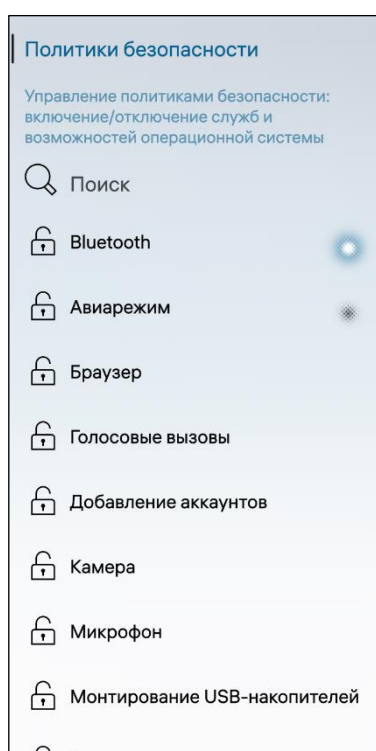 Политики безопасности
Управление политиками безопасности:
включение/отключение служб и
возможностей операционной системы
Поиск
Bluetooth
Авиарежим
Браузер
Голосовые вызовы
Добавление аккаунтов
Камера
Микрофон
Монтирование USB-накопителей